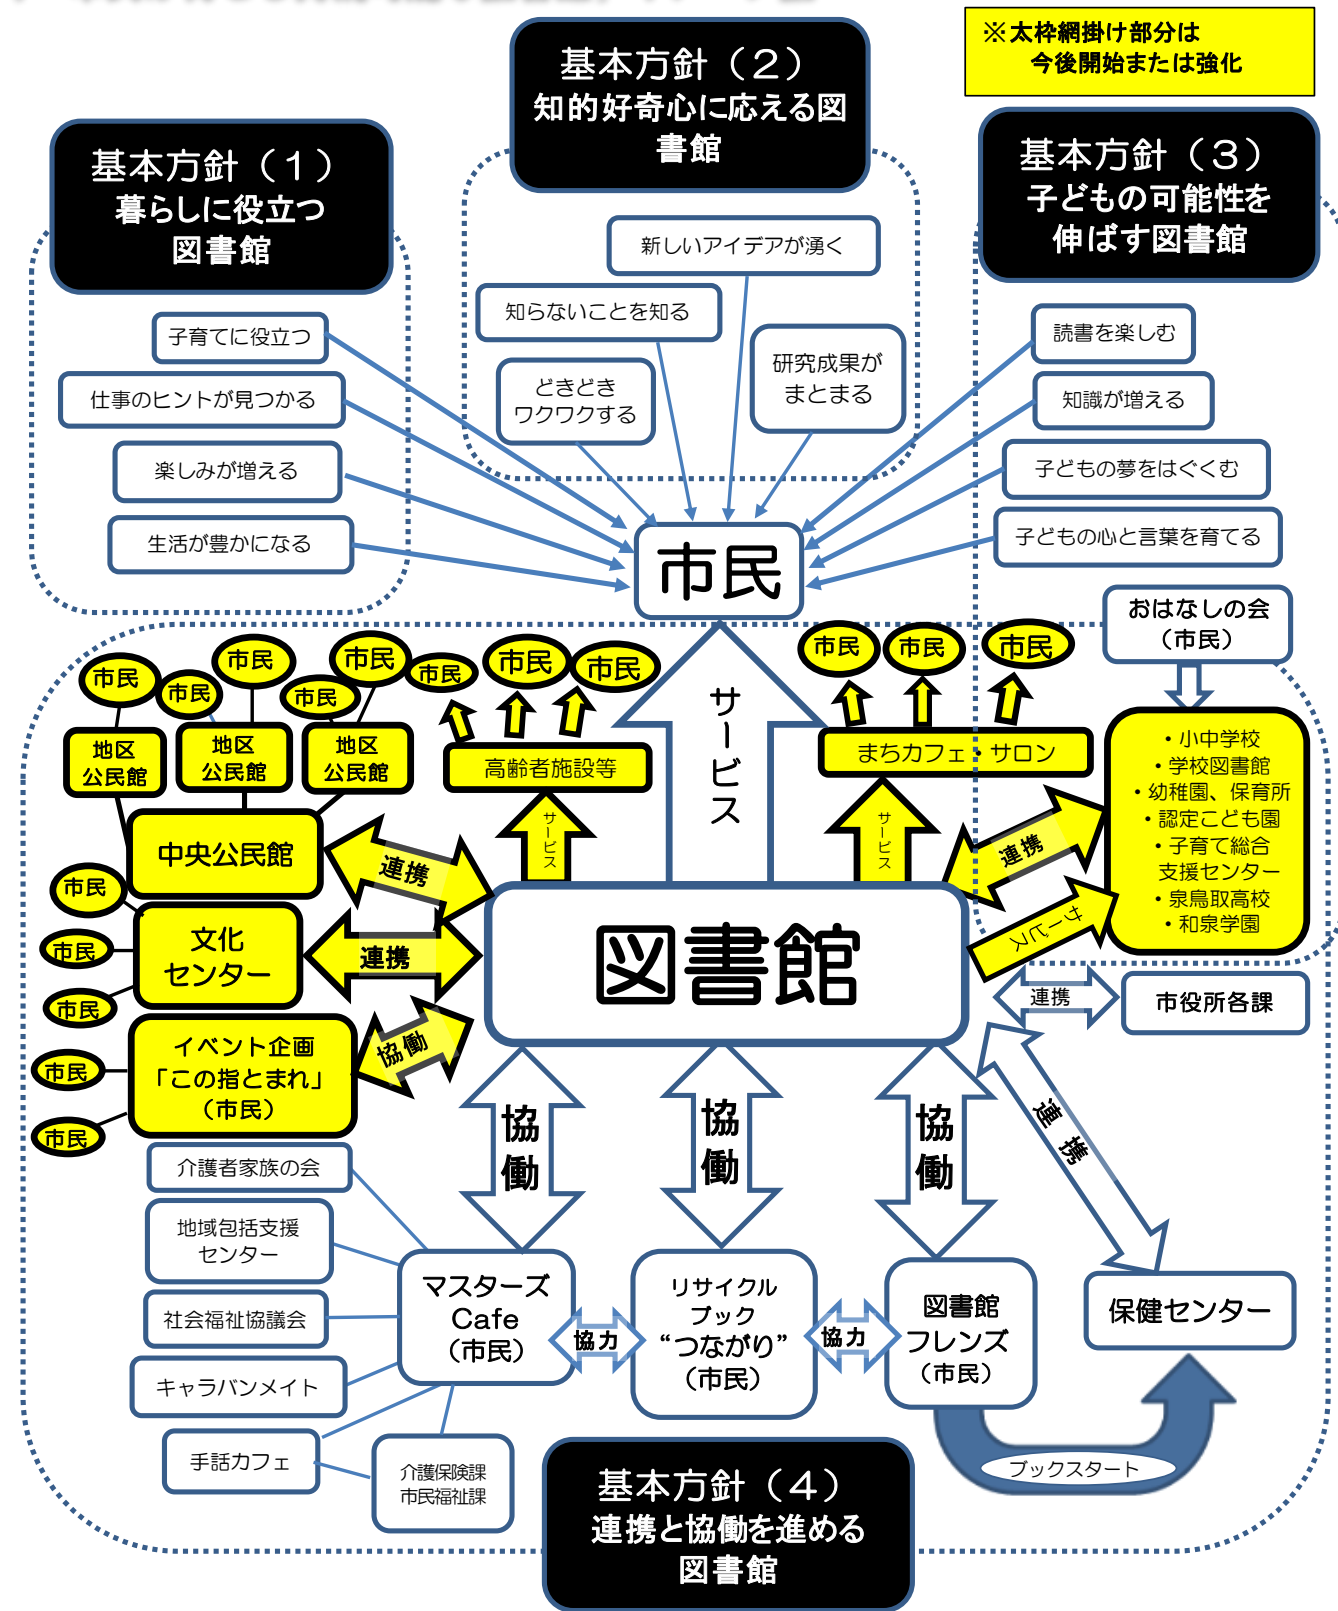 ※太枠網掛け部分は
今後開始または強化
基本方針（２）
知的好奇心に応える図
書館
基本方針（１）
暮らしに役立つ
図書館
基本方針（３）
子どもの可能性を
伸ばす図書館
新しいアイデアが湧く
知らないことを知る
どきどき
ワクワクする
研究成果が
まとまる
子育てに役立つ
仕事のヒントが見つかる
楽しみが増える
生活が豊かになる
読書を楽しむ
知識が増える
子どもの夢をはぐくむ
子どもの心と言葉を育てる
市民
おはなしの会
（市民）
市民
市民
市民
市民
市民
市民
市民
市民
市民
市民
市民
地区
公民館
地区
公民館
地区
公民館
高齢者施設等
サービス
まちカフェ・サロン
・小中学校
・学校図書館
・幼稚園、保育所
・認定こども園
・子育て総合
支援センター
・泉鳥取高校
・和泉学園
中央公民館
連携
サービス
サービス
連携
市民
市民
市民
文化
センター
連携
図書館
サービス
連携
市役所各課
市民
市民
イベント企画
「この指とまれ」
（市民）
協働
協働
協働
協働
連携
介護者家族の会
地域包括支援
センター
社会福祉協議会
キャラバンメイト
手話カフェ
介護保険課
市民福祉課
マスターズ
Cafe
（市民）
協力
リサイクル
ブック
“つながり”
（市民）
協力
図書館
フレンズ
（市民）
保健センター
ブックスタート
基本方針（４）
連携と協働を進める
図書館